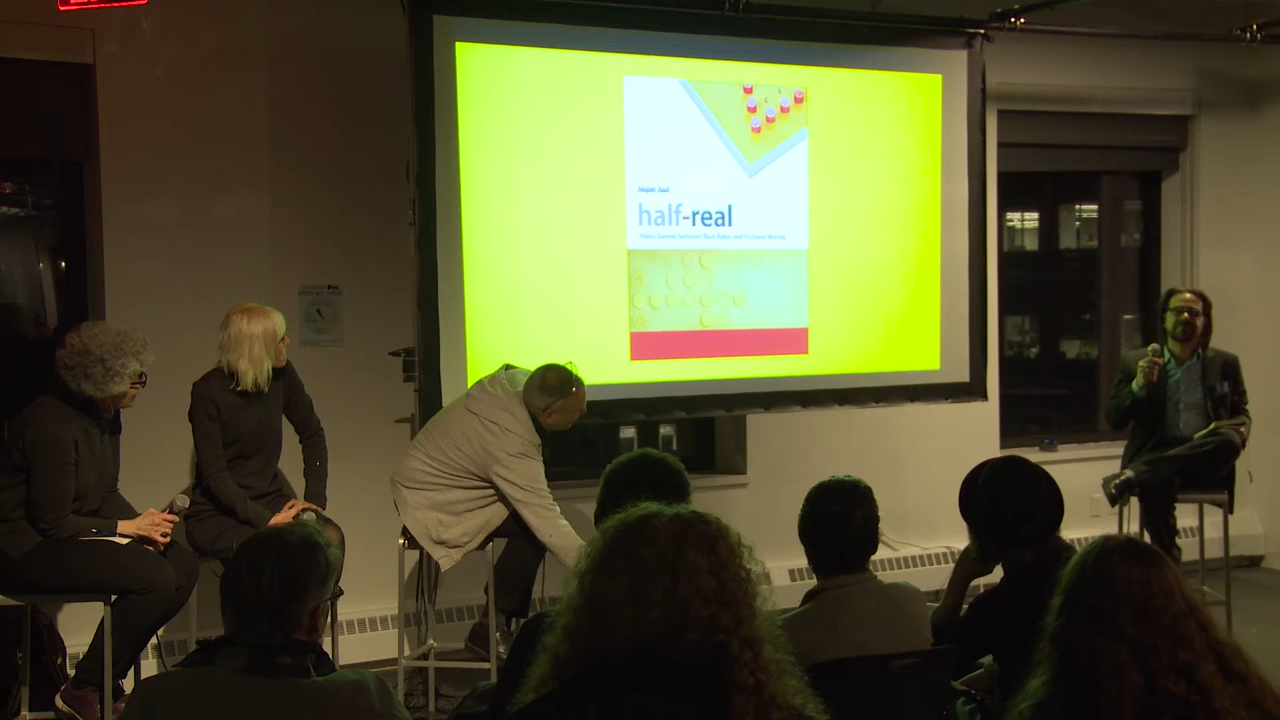 Jesper Juul
half-real
Video Games between Real Rules and Fictional Worlds